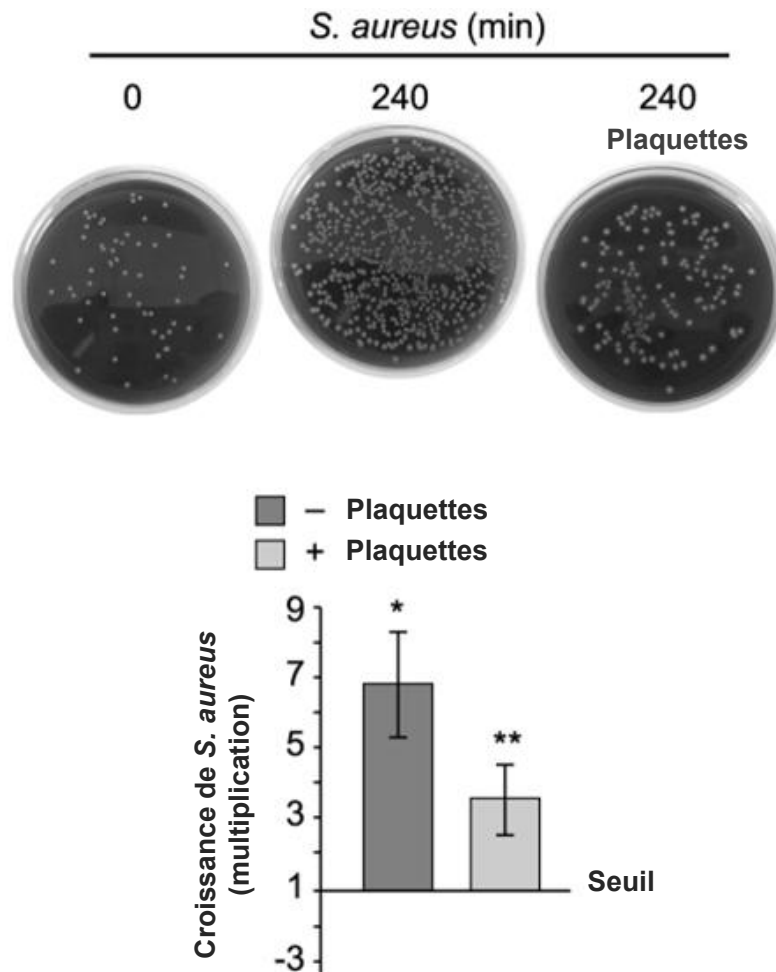 S. aureus (min)
0 240 240
Plaquettes
− Plaquettes
+ Plaquettes
9
7
5
3
1
-3
*
**
Seuil
Croissance de S. aureus
(multiplication)